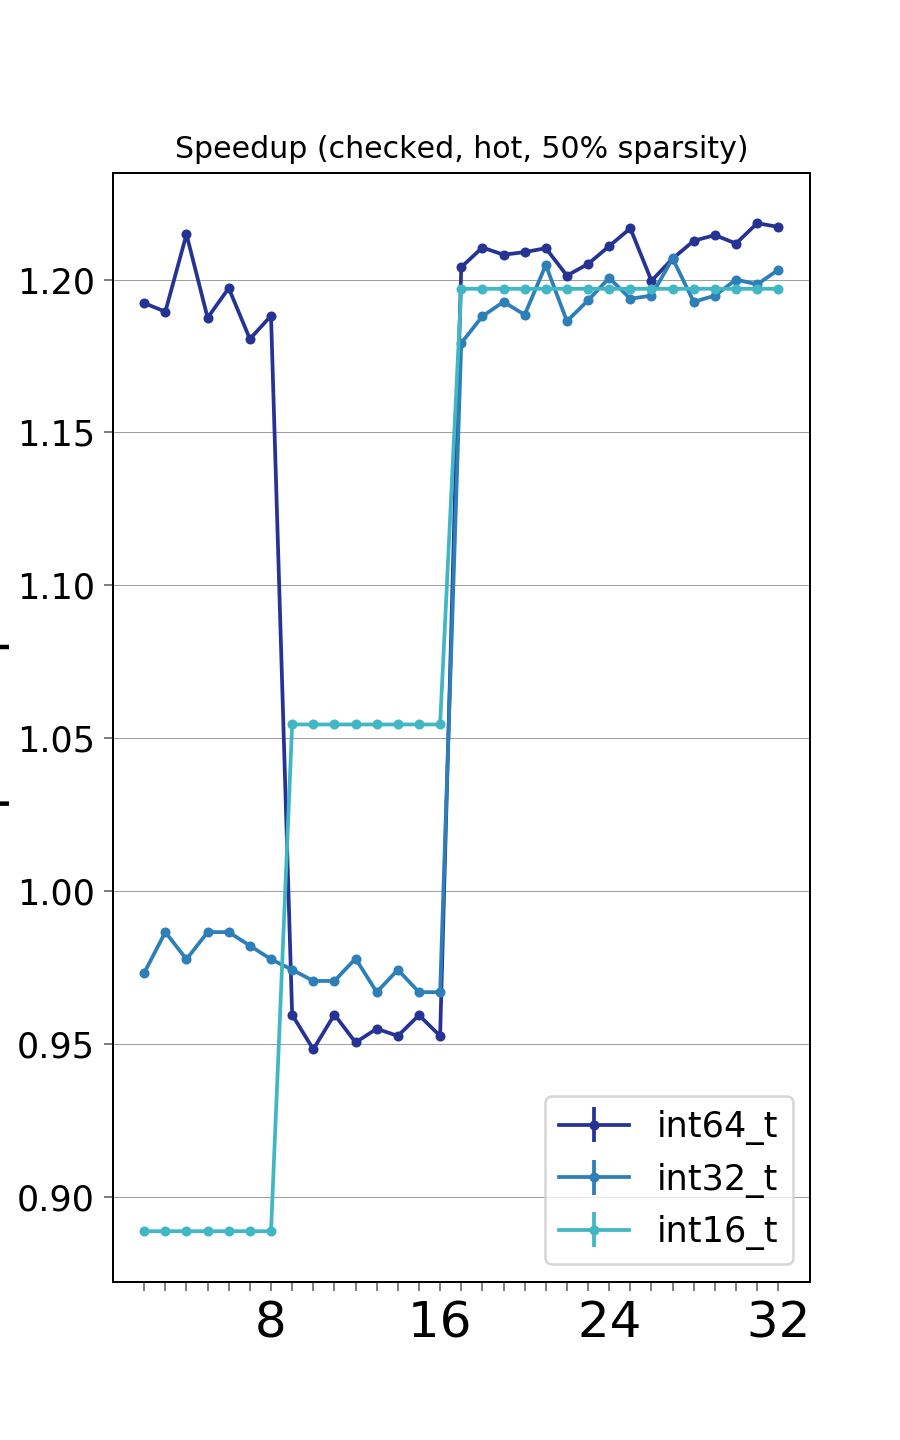 Speedup (checked, hot, 50% sparsity)
1.20
1.15
1.10
1.05
1.00
0.95
0.90
int64_t
int32_t
int16_t
8 16 24 32